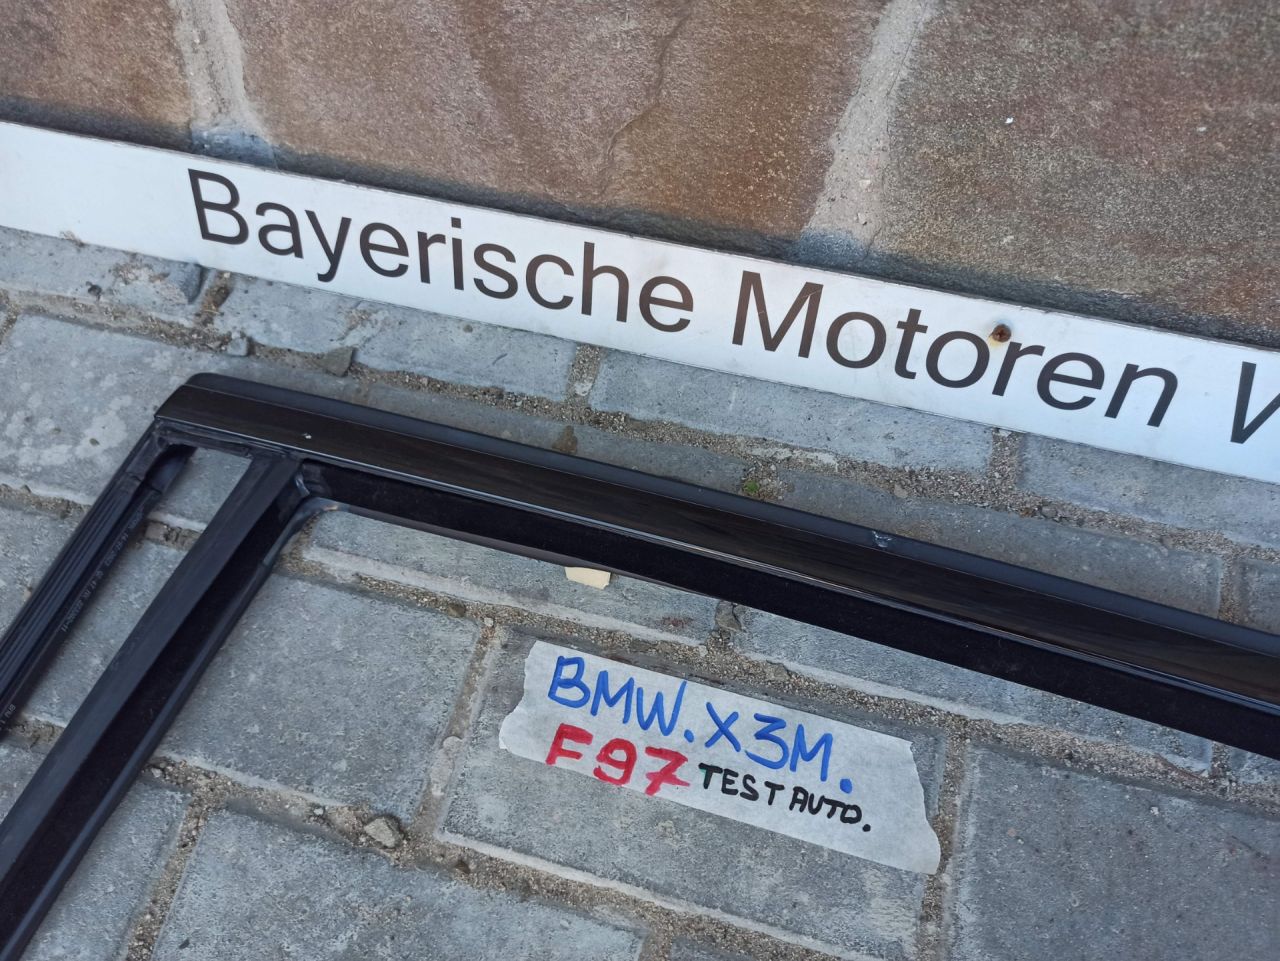 Bayerische Motoren
BMW. X3M.
F97 TEST AUTO.